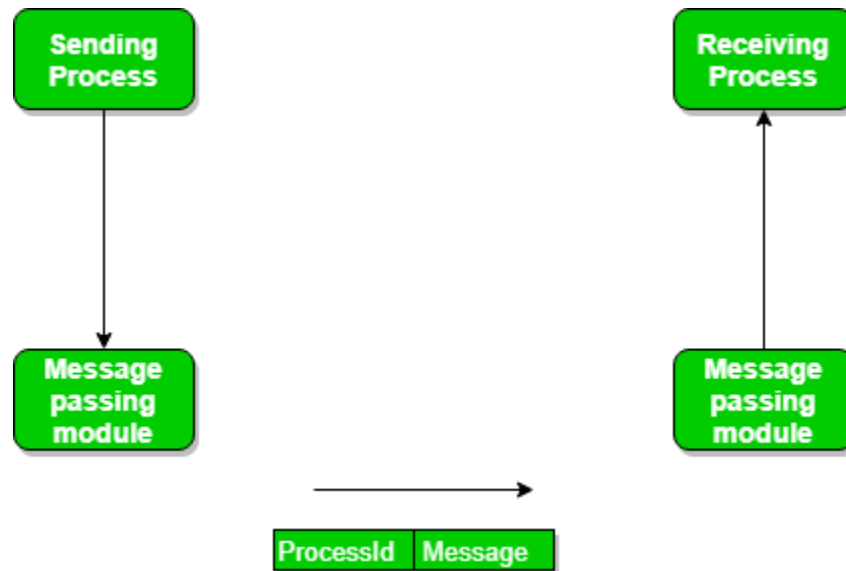 Sending
Process
Receiving
Process
Message
passing
module
Message
passing
module
ProcessId
Message